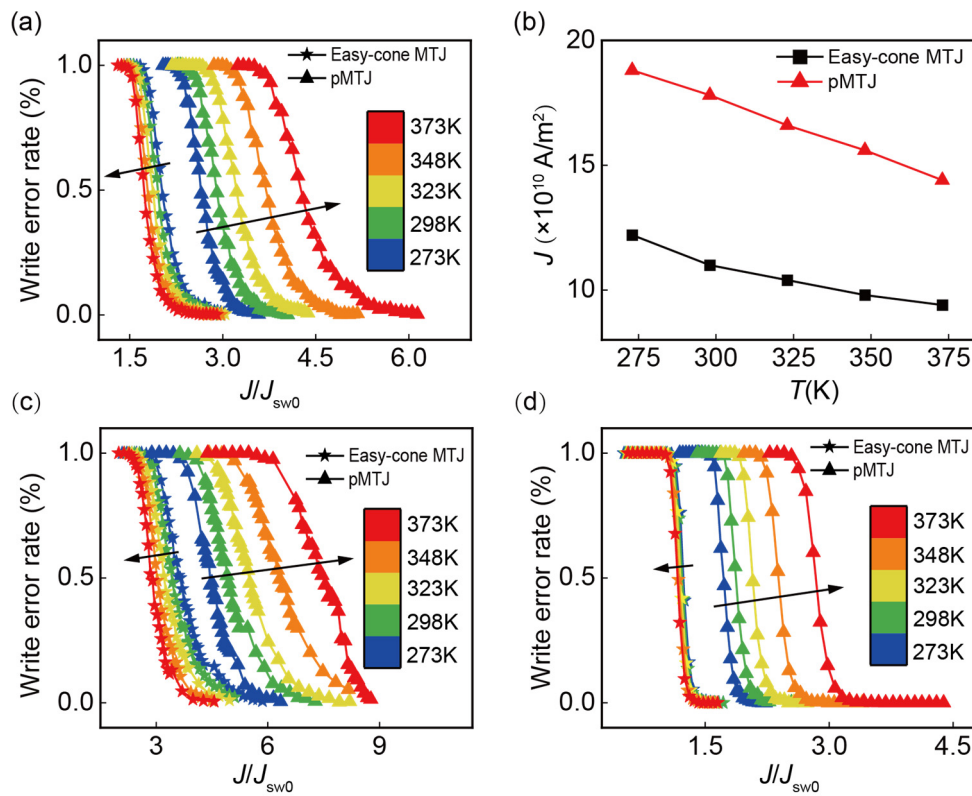 (a)
Write error rate (%)
1.0
0.5
0.0
Easy-cone MTJ
pMTJ
373K
348K
323K
298K
273K
1.5 3.0 4.5 6.0
J/Jsw0
(b)
J (×10¹⁰ A/m²)
20
15
10
Easy-cone MTJ
pMTJ
275 300 325 350 375
T(K)
(c)
Write error rate (%)
1.0
0.5
0.0
Easy-cone MTJ
pMTJ
373K
348K
323K
298K
273K
3 6 9
J/Jsw0
(d)
Write error rate (%)
1.0
0.5
0.0
Easy-cone MTJ
pMTJ
373K
348K
323K
298K
273K
1.5 3.0 4.5
J/Jsw0